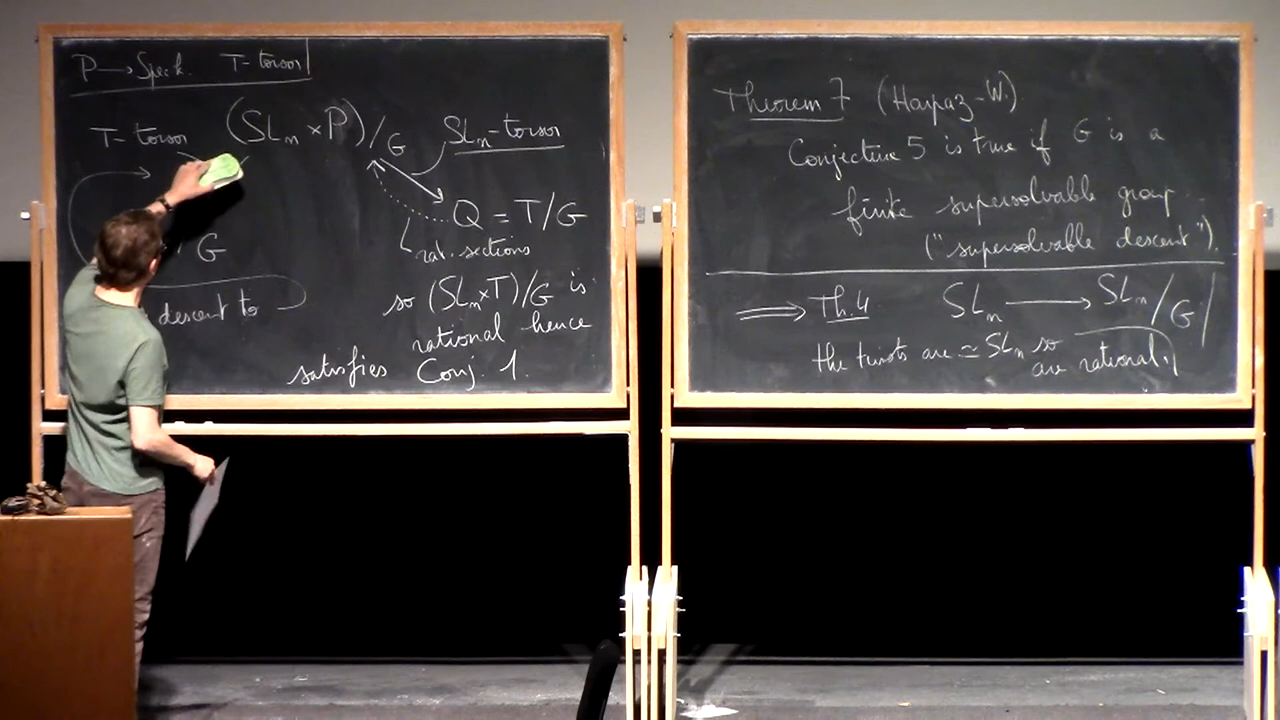 P → Spec k T-torsor
T-torsor (SL_n × P)/G SL_n-torsor
Q = T/G
G
rat. sections
descent to
so (SL_n × T)/G is
rational hence
satisfies Conj. 1.
Theorem 7 (Harpaz-W.)
Conjecture 5 is true if G is a
finite supersolvable group
("supersolvable descent").
⟹ Th.4 SL_n → SL_n/G
the twists are ≃ SL_n so
are rational.